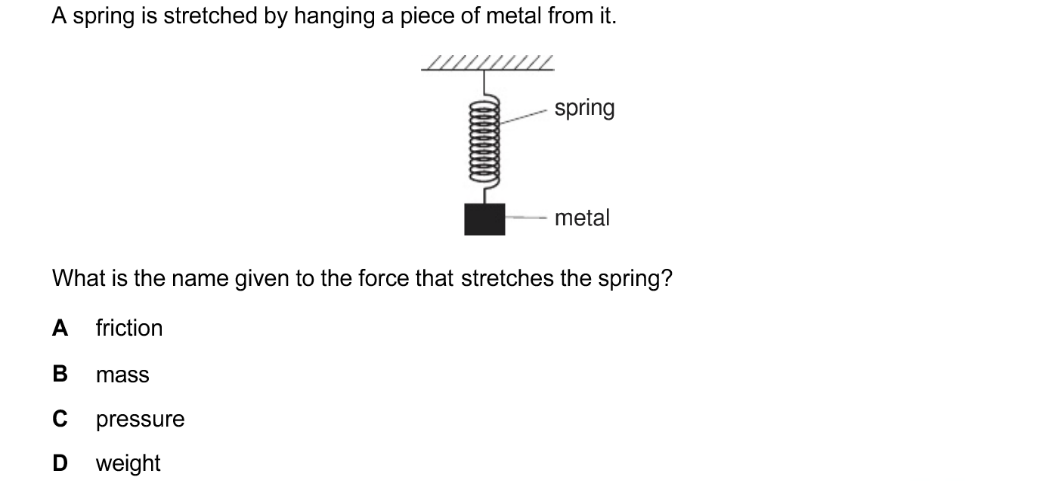 A spring is stretched by hanging a piece of metal from it.
spring
metal
What is the name given to the force that stretches the spring?
A friction
B mass
C pressure
D weight